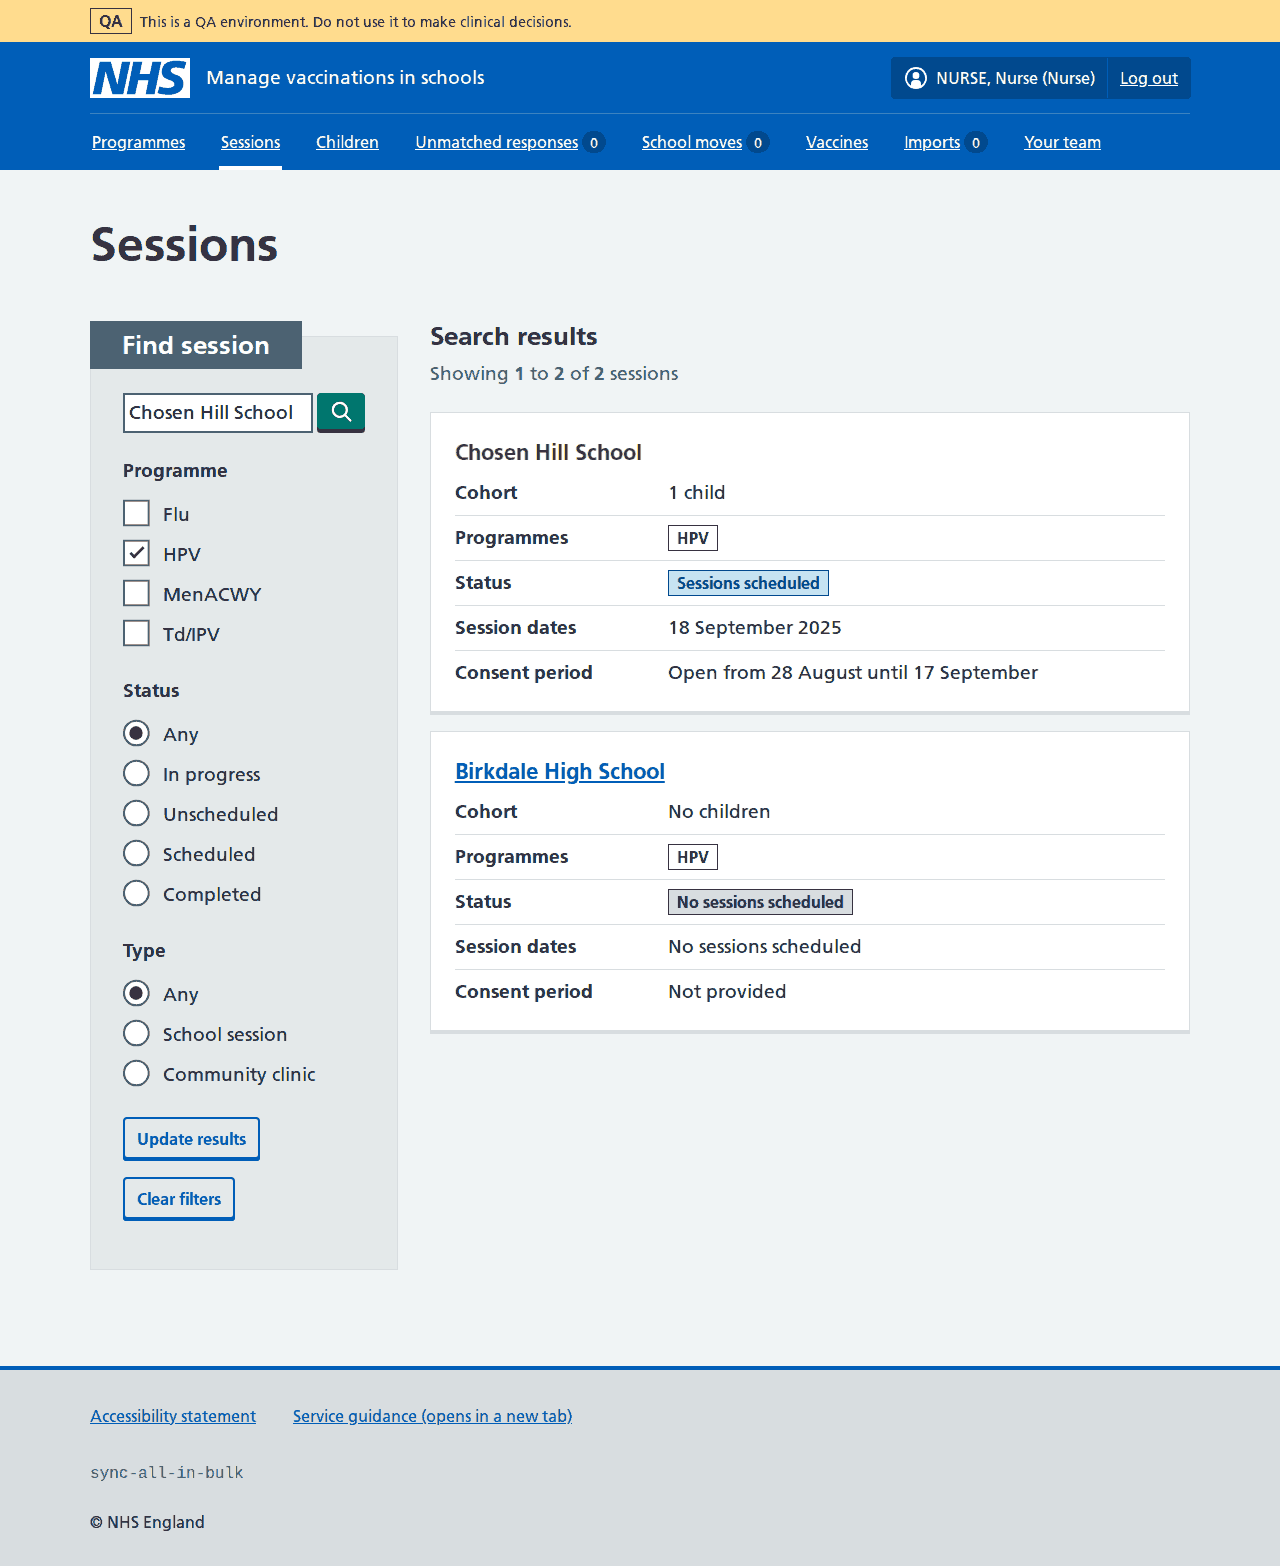 QA This is a QA environment. Do not use it to make clinical decisions.
NHS Manage vaccinations in schools
NURSE, Nurse (Nurse) Log out
Programmes Sessions Children Unmatched responses 0 School moves 0 Vaccines Imports 0 Your team
Sessions
Find session
Chosen Hill School
Programme
Flu
HPV
MenACWY
Td/IPV
Status
Any
In progress
Unscheduled
Scheduled
Completed
Type
Any
School session
Community clinic
Update results
Clear filters
Search results
Showing 1 to 2 of 2 sessions
Chosen Hill School
Cohort 1 child
Programmes HPV
Status Sessions scheduled
Session dates 18 September 2025
Consent period Open from 28 August until 17 September
Birkdale High School
Cohort No children
Programmes HPV
Status No sessions scheduled
Session dates No sessions scheduled
Consent period Not provided
Accessibility statement Service guidance (opens in a new tab)
sync-all-in-bulk
© NHS England